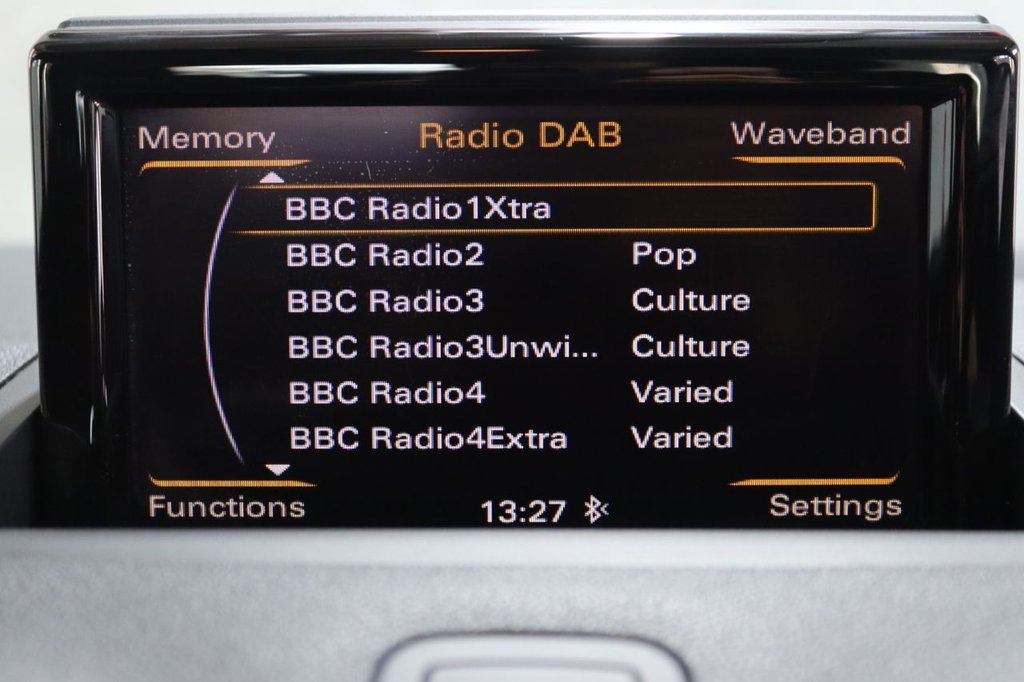 Memory Radio DAB Waveband
BBC Radio1Xtra
BBC Radio2 Pop
BBC Radio3 Culture
BBC Radio3Unwi... Culture
BBC Radio4 Varied
BBC Radio4Extra Varied
Functions 13:27 Settings